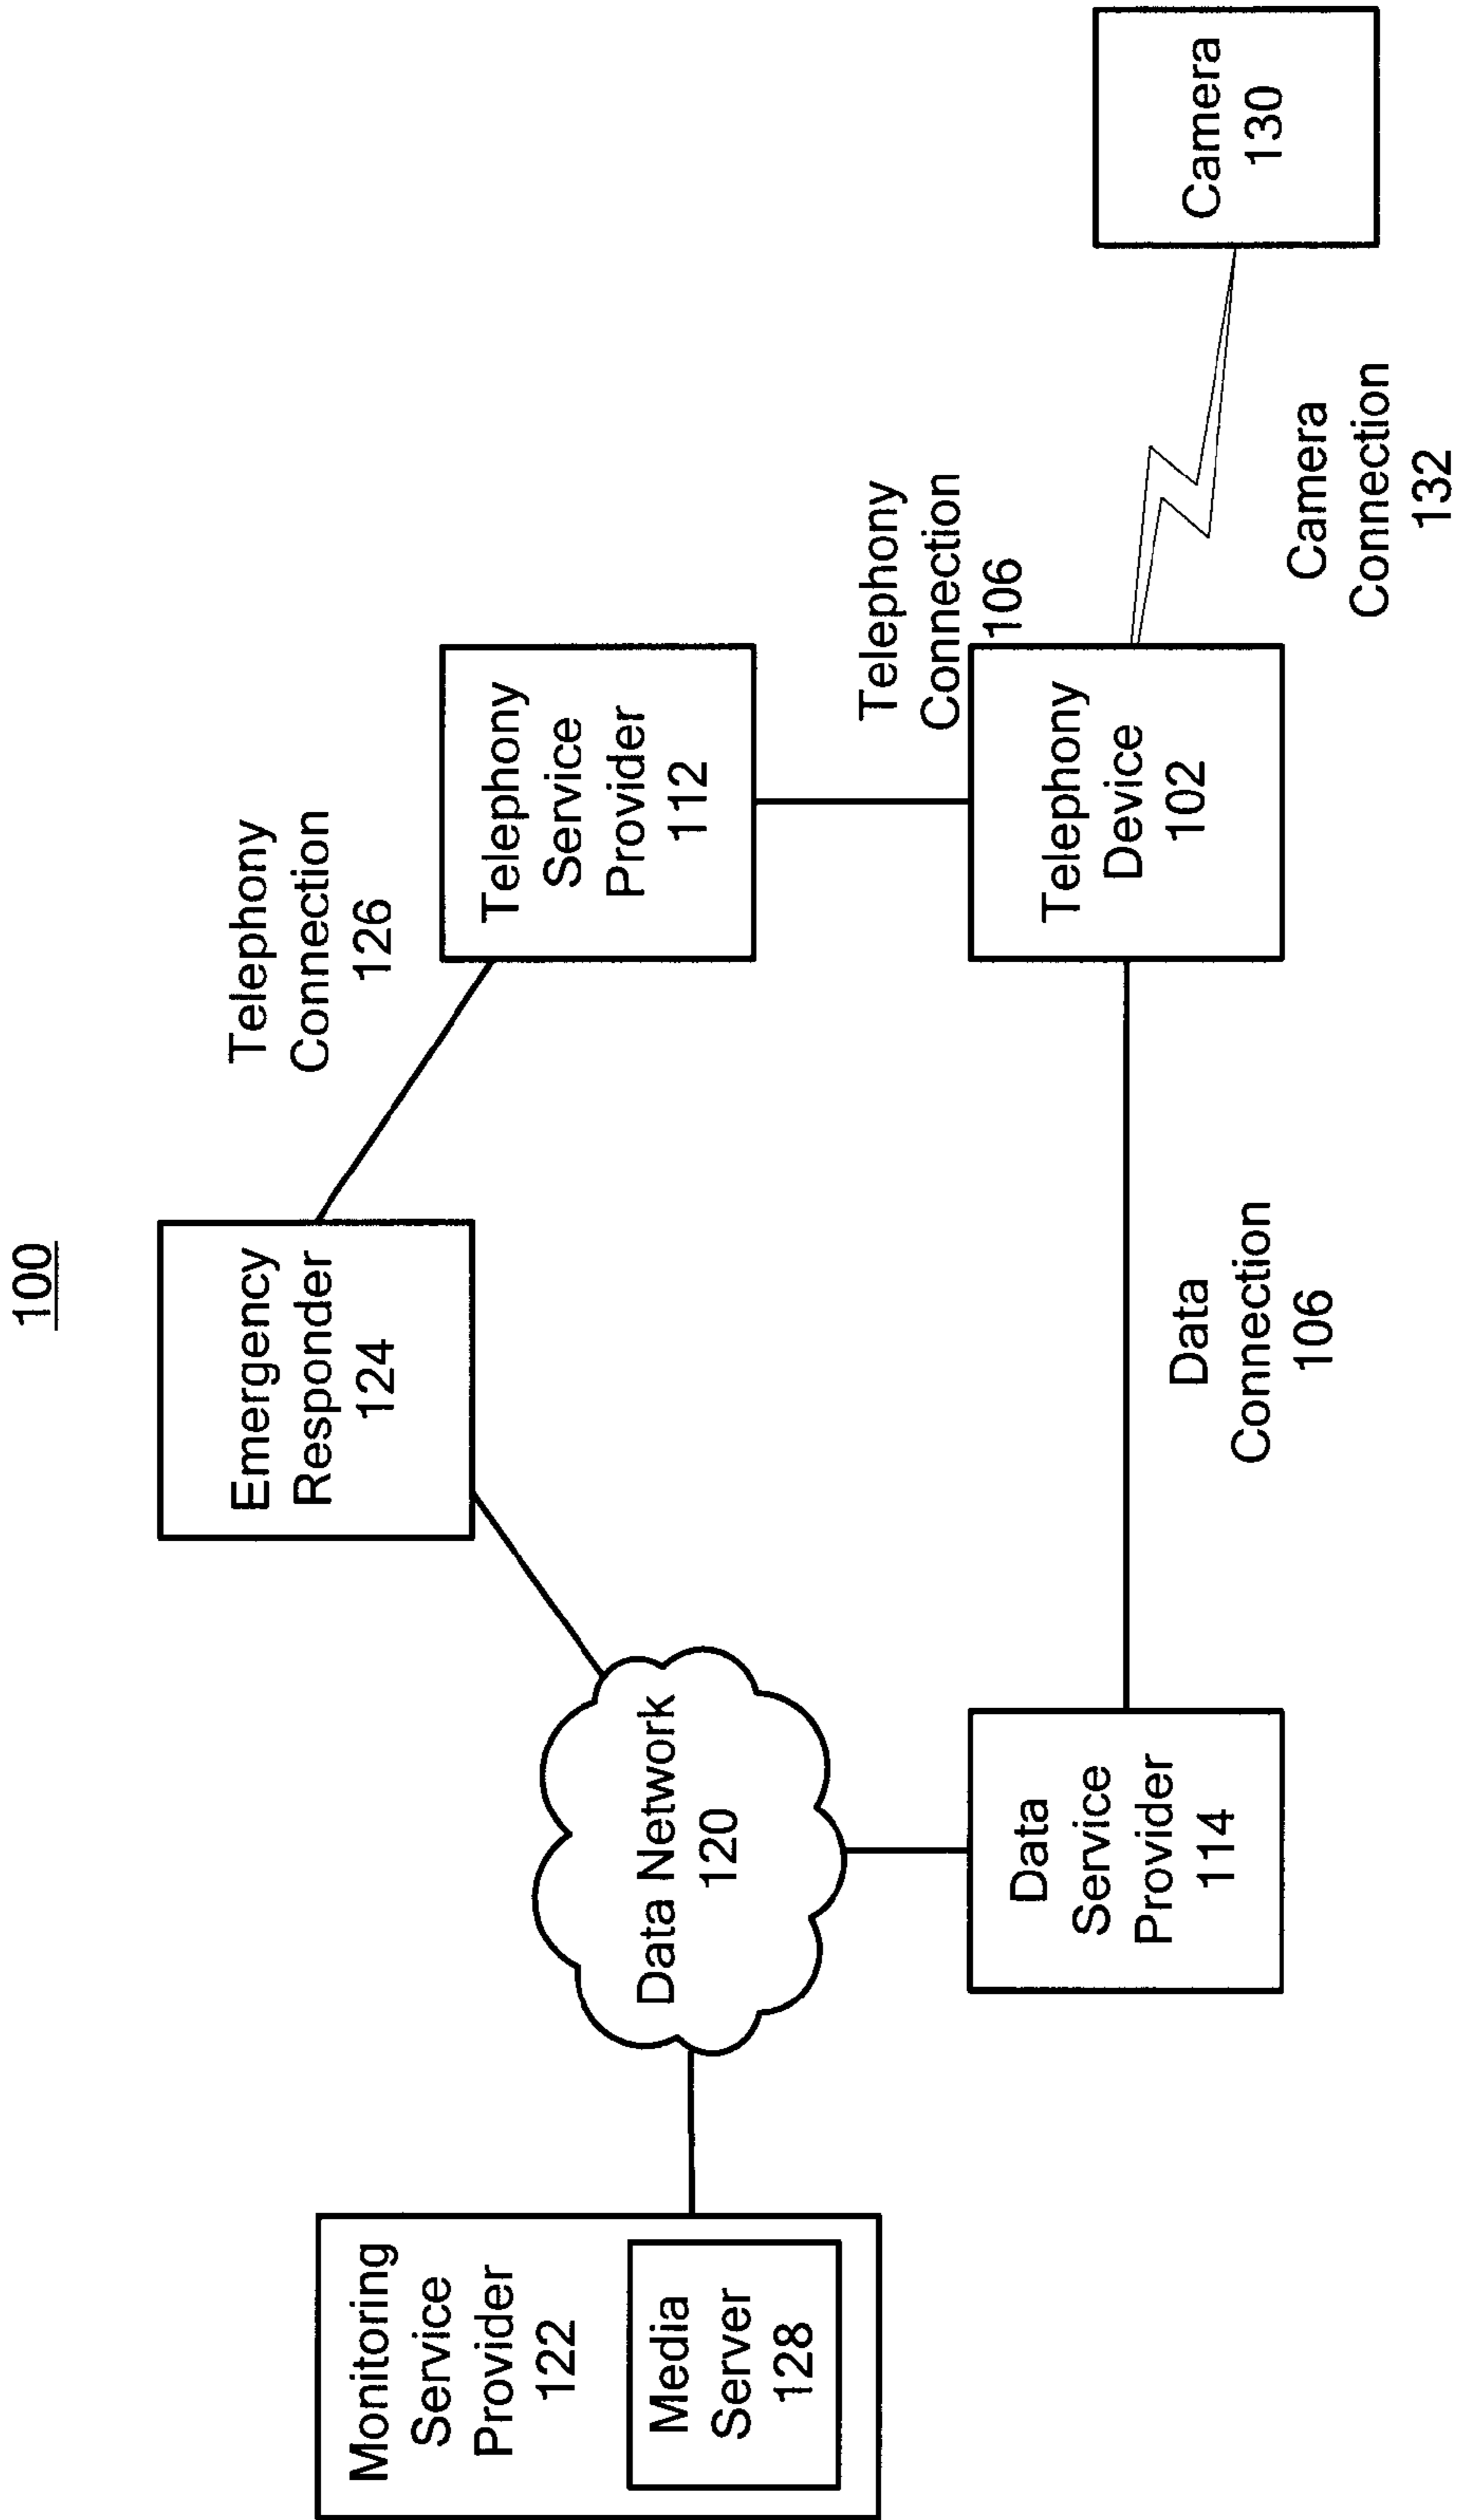 100
Monitoring
Service
Provider
122
Media
Server
128
Data Network
120
Emergency
Responder
124
Telephony
Connection
126
Telephony
Service
Provider
112
Telephony
Connection
106
Data
Service
Provider
114
Data
Connection
106
Telephony
Device
102
Camera
Connection
132
Camera
130